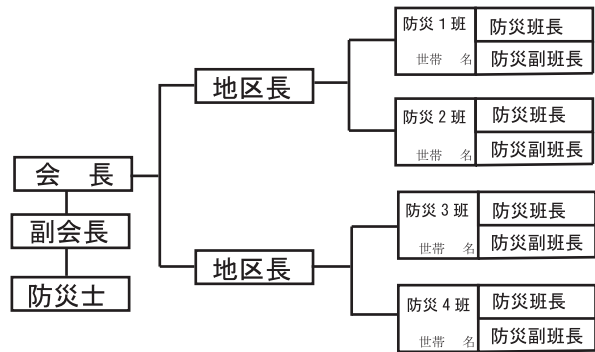 会　長
副会長
防災士
地区長
地区長
防災１班
世帯　名
防災班長
防災副班長
防災２班
世帯　名
防災班長
防災副班長
防災３班
世帯　名
防災班長
防災副班長
防災４班
世帯　名
防災班長
防災副班長